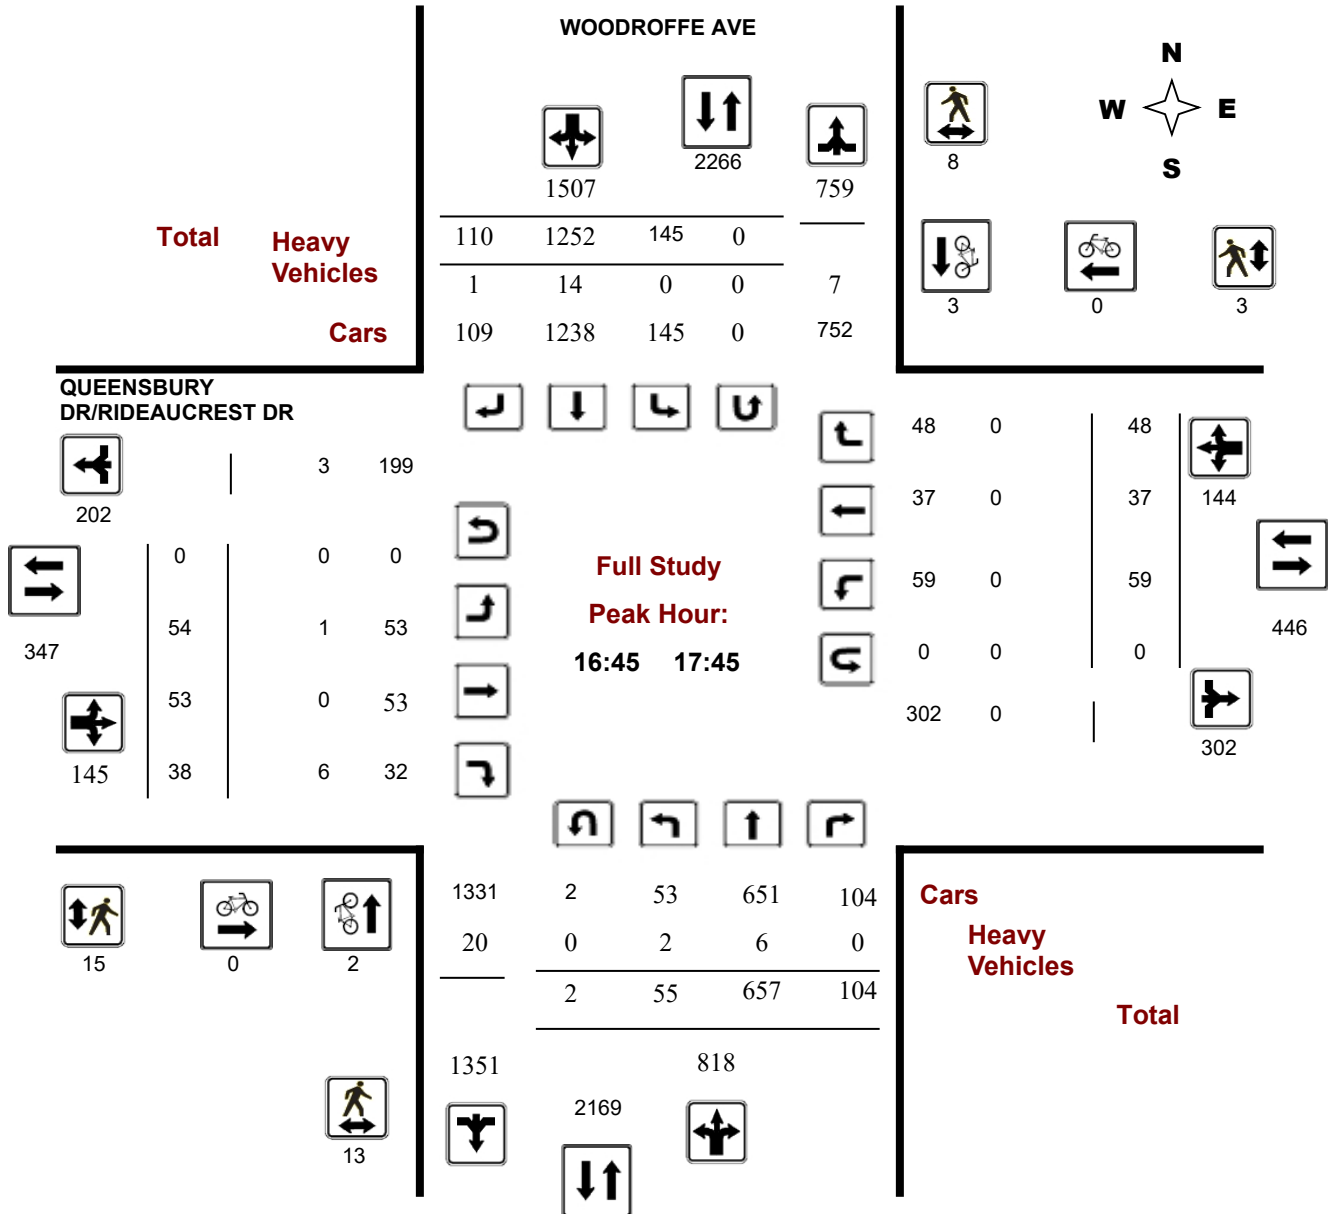 WOODROFFE AVE
N
W E
S
2266
8
1507 759
Total Heavy Vehicles
110 1252 145 0
1 14 0 0 7
Cars 109 1238 145 0 752
3 0 3
QUEENSBURY
DR/RIDEAUCREST DR
48 0 48
3 199
202
37 0 37 144
0 0 0
Full Study
59 0 59
54 1 53
Peak Hour:
446
347
16:45 17:45
0 0 0
53 0 53
302 0
302
145 38 6 32
1331 2 53 651 104
Cars
20 0 2 6 0
Heavy
Vehicles
15 0 2
2 55 657 104
Total
1351 818
2169
13